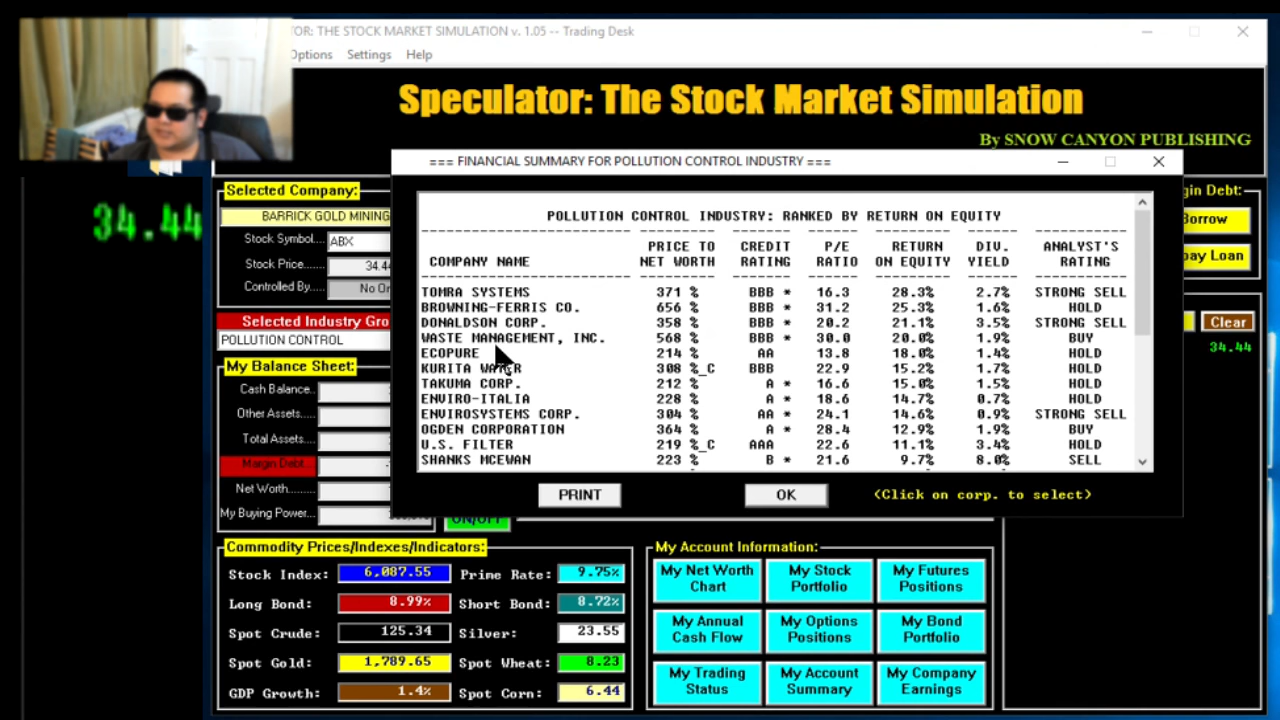 OR: THE STOCK MARKET SIMULATION v. 1.05 -- Trading Desk
Options Settings Help
Speculator: The Stock Market Simulation
By SNOW CANYON PUBLISHING
=== FINANCIAL SUMMARY FOR POLLUTION CONTROL INDUSTRY ===
34.44
Selected Company:
BARRICK GOLD MINING
Stock Symbol.... ABX
Stock Price....... 34.4
Controlled By.... No Or
Selected Industry Gro
POLLUTION CONTROL
My Balance Sheet:
Cash Balance..
Other Assets....
Total Assets.
Margin Debt.
Net Worth.........
My Buying Power...
ON/OFF
POLLUTION CONTROL INDUSTRY: RANKED BY RETURN ON EQUITY
PRICE TO CREDIT P/E RETURN DIV. ANALYST'S
COMPANY NAME NET WORTH RATING RATIO ON EQUITY YIELD RATING
TOMRA SYSTEMS 371 % BBB * 16.3 28.3% 2.7% STRONG SELL
BROWNING-FERRIS CO. 656 % BBB * 31.2 25.3% 1.6% HOLD
DONALDSON CORP. 358 % BBB * 20.2 21.1% 3.5% STRONG SELL
WASTE MANAGEMENT, INC. 568 % BBB * 30.0 20.0% 1.9% BUY
ECOPURE 214 % AA 13.8 18.0% 1.4% HOLD
KURITA WATER 308 %_C BBB 22.9 15.2% 1.7% HOLD
TAKUMA CORP. 212 % A * 16.6 15.0% 1.5% HOLD
ENVIRO-ITALIA 228 % A * 18.6 14.7% 0.7% HOLD
ENVIROSYSTEMS CORP. 304 % AA * 24.1 14.6% 0.9% STRONG SELL
OGDEN CORPORATION 364 % A * 28.4 12.9% 1.9% BUY
U.S. FILTER 219 %_C AAA 22.6 11.1% 3.4% HOLD
SHANKS MCEWAN 223 % B * 21.6 9.7% 8.0% SELL
PRINT OK <Click on corp. to select>
gin Debt:
Borrow
pay Loan
Clear
34.44
Commodity Prices/Indexes/Indicators:
Stock Index: 6,087.55 Prime Rate: 9.75%
Long Bond: 8.99% Short Bond: 8.72%
Spot Crude: 125.34 Silver: 23.55
Spot Gold: 1,789.65 Spot Wheat: 8.23
GDP Growth: 1.4% Spot Corn: 6.44
My Account Information:
My Net Worth Chart My Stock Portfolio My Futures Positions
My Annual Cash Flow My Options Positions My Bond Portfolio
My Trading Status My Account Summary My Company Earnings